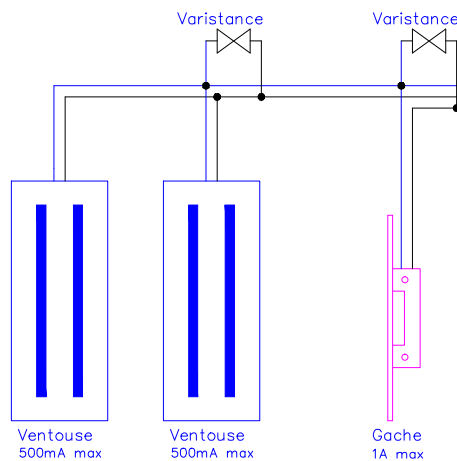 Varistance
Varistance
Ventouse
500mA max
Ventouse
500mA max
Gache
1A max